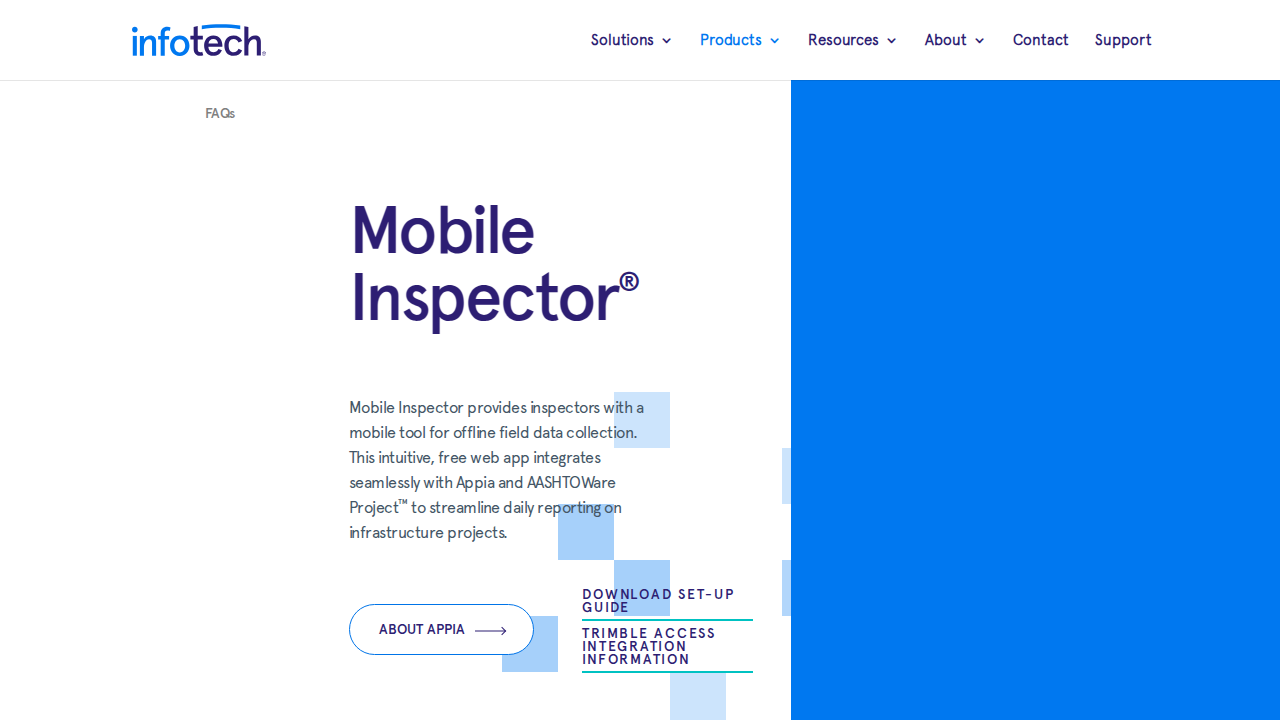 infotech®
Solutions
Products
Resources
About
Contact
Support
FAQs
Mobile
Inspector®
Mobile Inspector provides inspectors with a
mobile tool for offline field data collection.
This intuitive, free web app integrates
seamlessly with Appia and AASHTOWare
Project™ to streamline daily reporting on
infrastructure projects.
ABOUT APPIA
DOWNLOAD SET-UP
GUIDE
TRIMBLE ACCESS
INTEGRATION
INFORMATION